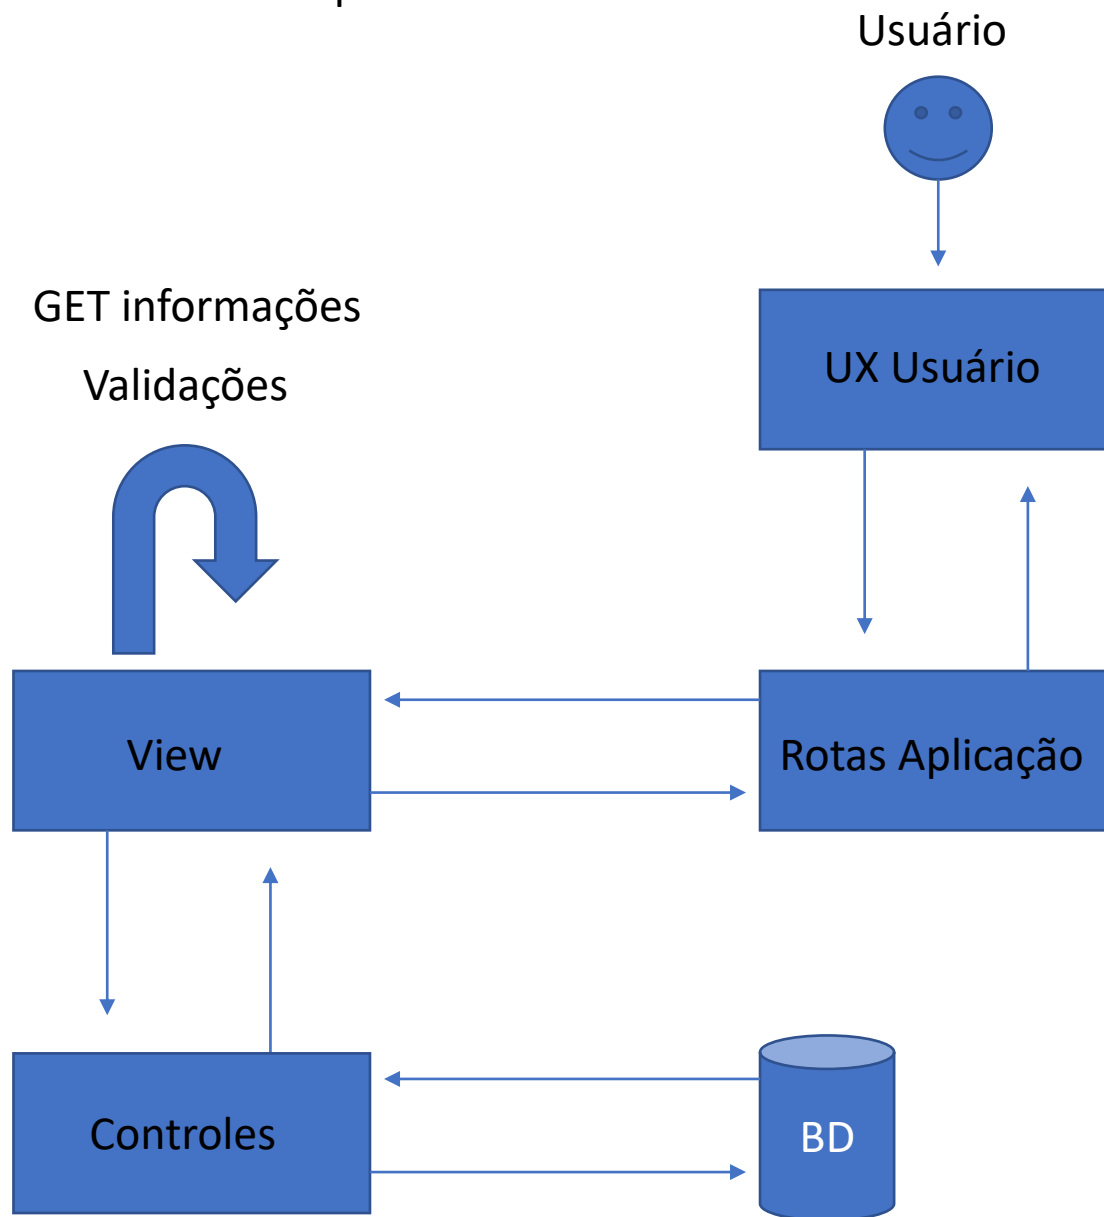 Usuário
GET informações
Validações
UX Usuário
View
Rotas Aplicação
Controles
BD